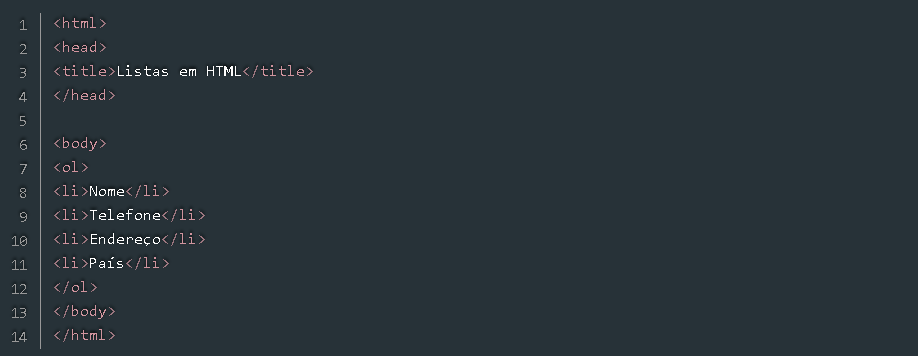 1 <html>
2 <head>
3 <title>Listas em HTML</title>
4 </head>
5
6 <body>
7 <ol>
8 <li>Nome</li>
9 <li>Telefone</li>
10 <li>Endereço</li>
11 <li>País</li>
12 </ol>
13 </body>
14 </html>